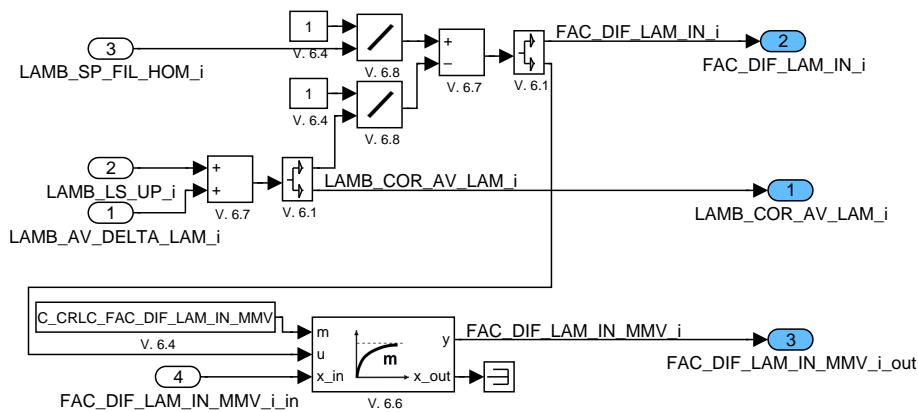 1
FAC_DIF_LAM_IN_i
3
V. 6.4
+
2
LAMB_SP_FIL_HOM_i
V. 6.8
−
FAC_DIF_LAM_IN_i
V. 6.7
V. 6.1
1
V. 6.4
V. 6.8
2
+
LAMB_LS_UP_i
+
LAMB_COR_AV_LAM_i
1
1
V. 6.7
V. 6.1
LAMB_AV_DELTA_LAM_i
LAMB_COR_AV_LAM_i
C_CRLC_FAC_DIF_LAM_IN_MMV
m
y
FAC_DIF_LAM_IN_MMV_i
3
V. 6.4
u
m
FAC_DIF_LAM_IN_MMV_i_out
4
x_in
x_out
FAC_DIF_LAM_IN_MMV_i_in
V. 6.6